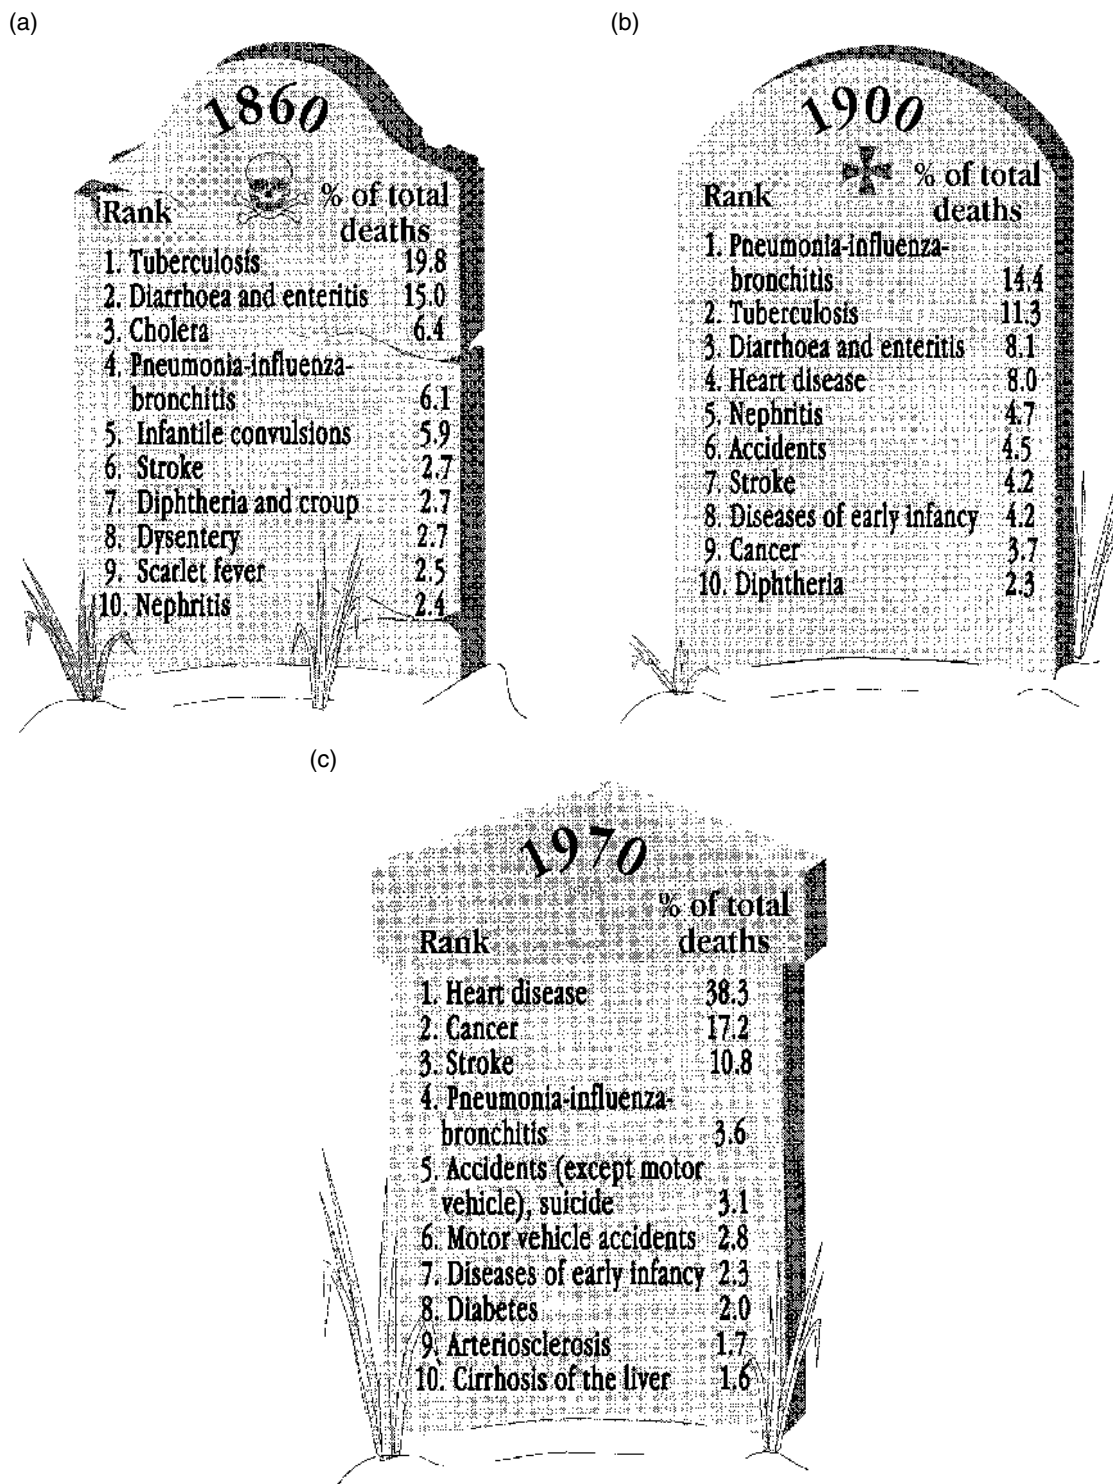 (a)
1860
Rank
% of total
deaths
1. Tuberculosis 19.8
2. Diarrhoea and enteritis 15.0
3. Cholera 6.4
4. Pneumonia-influenza-
bronchitis 6.1
5. Infantile convulsions 5.9
6. Stroke 2.7
7. Diphtheria and croup 2.7
8. Dysentery 2.7
9. Scarlet fever 2.5
10. Nephritis 2.4
(b)
1900
Rank
% of total
deaths
1. Pneumonia-influenza-
bronchitis 14.4
2. Tuberculosis 11.3
3. Diarrhoea and enteritis 8.1
4. Heart disease 8.0
5. Nephritis 4.7
6. Accidents 4.5
7. Stroke 4.2
8. Diseases of early infancy 4.2
9. Cancer 3.7
10. Diphtheria 2.3
(c)
1970
% of total
Rank deaths
1. Heart disease 38.3
2. Cancer 17.2
3. Stroke 10.8
4. Pneumonia-influenza-
bronchitis 3.6
5. Accidents (except motor
vehicle), suicide 3.1
6. Motor vehicle accidents 2.8
7. Diseases of early infancy 2.3
8. Diabetes 2.0
9. Arteriosclerosis 1.7
10. Cirrhosis of the liver 1.6